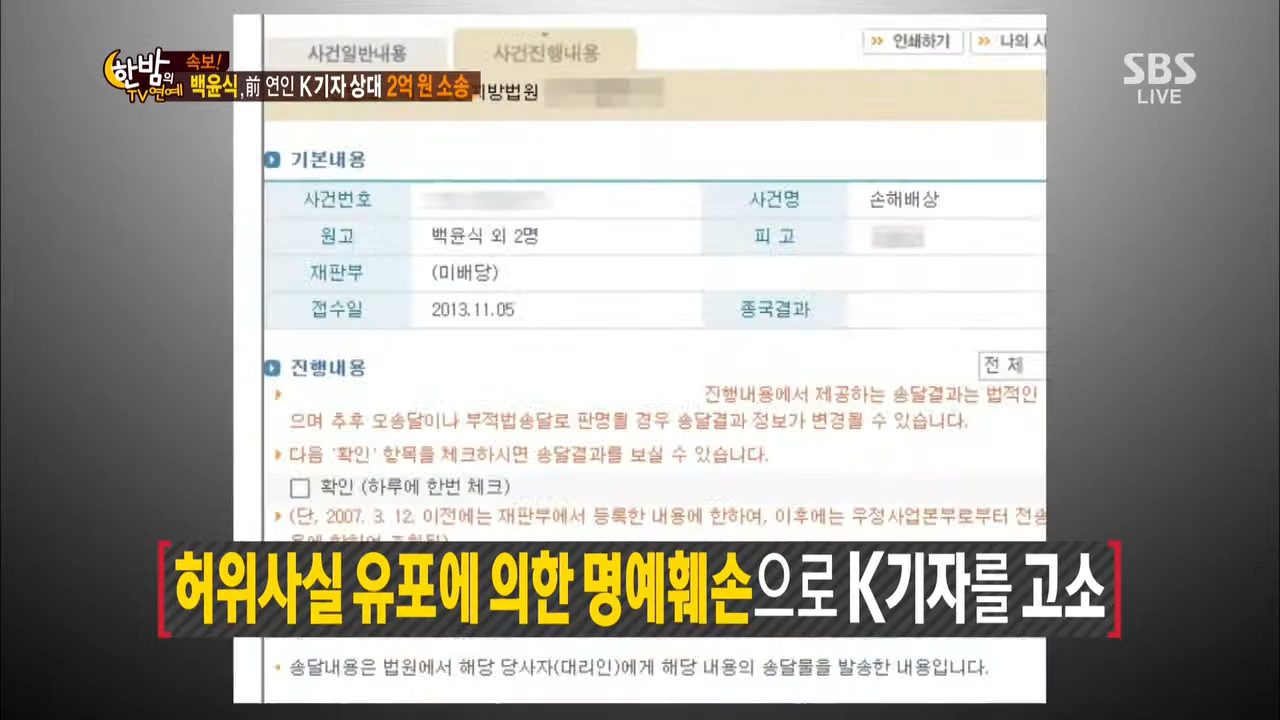 한밤의 TV연예
속보!
백윤식, 前 연인 K기자 상대 2억 원 소송
SBS
LIVE
사건일반내용
사건진행내용
인쇄하기
나의 사
방법원
기본내용
사건번호 사건명 손해배상
원고 백윤식 외 2명 피 고
재판부 (미배당)
접수일 2013.11.05 종국결과
진행내용
전 체
진행내용에서 제공하는 송달결과는 법적인
으며 추후 오송달이나 부적법송달로 판명될 경우 송달결과 정보가 변경될 수 있습니다.
다음 '확인' 항목을 체크하시면 송달결과를 보실 수 있습니다.
확인 (하루에 한번 체크)
(단, 2007. 3. 12. 이전에는 재판부에서 등록한 내용에 한하여, 이후에는 우정사업본부로부터 전송
허위사실 유포에 의한 명예훼손으로 K기자를 고소
송달내용은 법원에서 해당 당사자(대리인)에게 해당 내용의 송달물을 발송한 내용입니다.